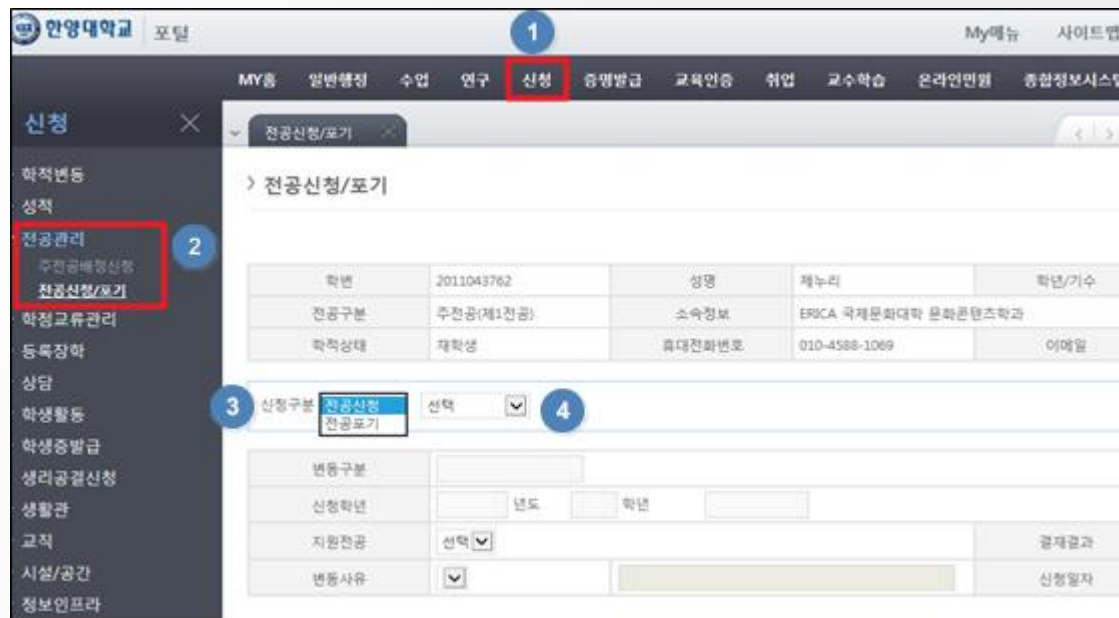 한양대학교 포털
1
My메뉴 사이트맵
MY홈 일반행정 수업 연구 신청 증명발급 교육인증 취업 교수학습 온라인민원 종합정보시스템
신청
전공신청/포기
학적변동
성적
전공관리
2
주전공배정신청
전공신청/포기
학점교류관리
등록장학
상담
학생활동
학생증발급
생리공결신청
생활관
교직
시설/공간
정보인프라
> 전공신청/포기
학번 2011043762 성명 제누리 학년/기수
전공구분 주전공(제1전공) 소속정보 ERICA 국제문화대학 문화콘텐츠학과
학적상태 재학생 휴대전화번호 010-4588-1069 이메일
3 신청구분 전공신청 선택 4
전공포기
변동구분
신청학년 년도 학년
지원전공 선택 결재결과
변동사유 신청일자